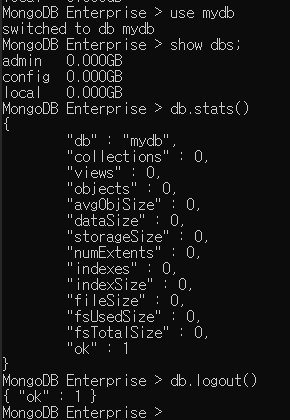 local   0.000GB
MongoDB Enterprise > use mydb
switched to db mydb
MongoDB Enterprise > show dbs;
admin   0.000GB
config  0.000GB
local   0.000GB
MongoDB Enterprise > db.stats()
{
        "db" : "mydb",
        "collections" : 0,
        "views" : 0,
        "objects" : 0,
        "avgObjSize" : 0,
        "dataSize" : 0,
        "storageSize" : 0,
        "numExtents" : 0,
        "indexes" : 0,
        "indexSize" : 0,
        "fileSize" : 0,
        "fsUsedSize" : 0,
        "fsTotalSize" : 0,
        "ok" : 1
}
MongoDB Enterprise > db.logout()
{ "ok" : 1 }
MongoDB Enterprise >